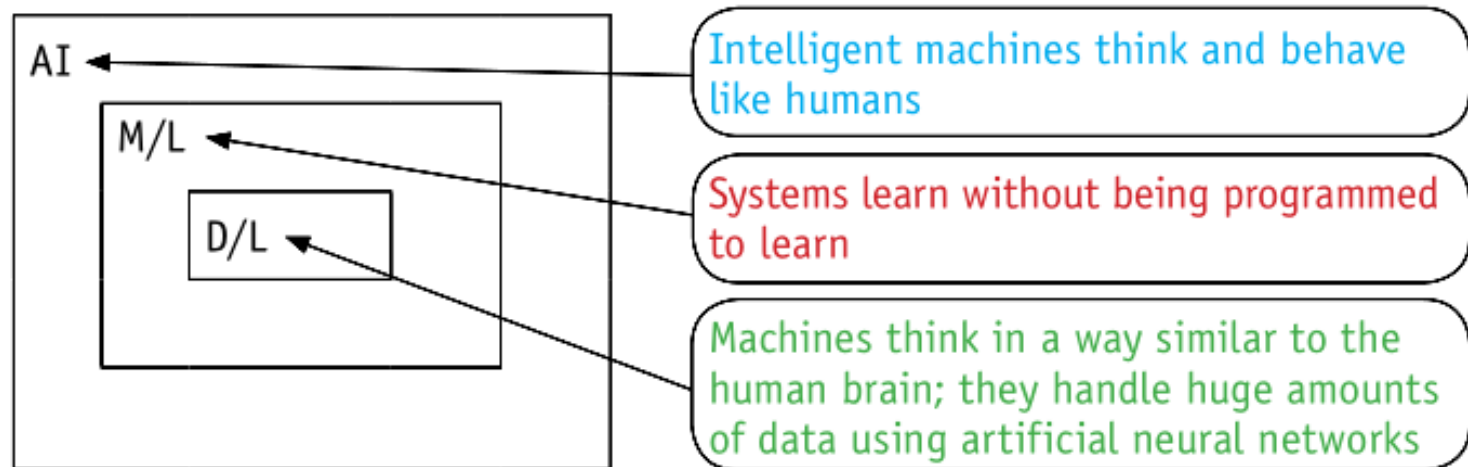 AI
Intelligent machines think and behave
like humans
M/L
Systems learn without being programmed
to learn
D/L
Machines think in a way similar to the
human brain; they handle huge amounts
of data using artificial neural networks